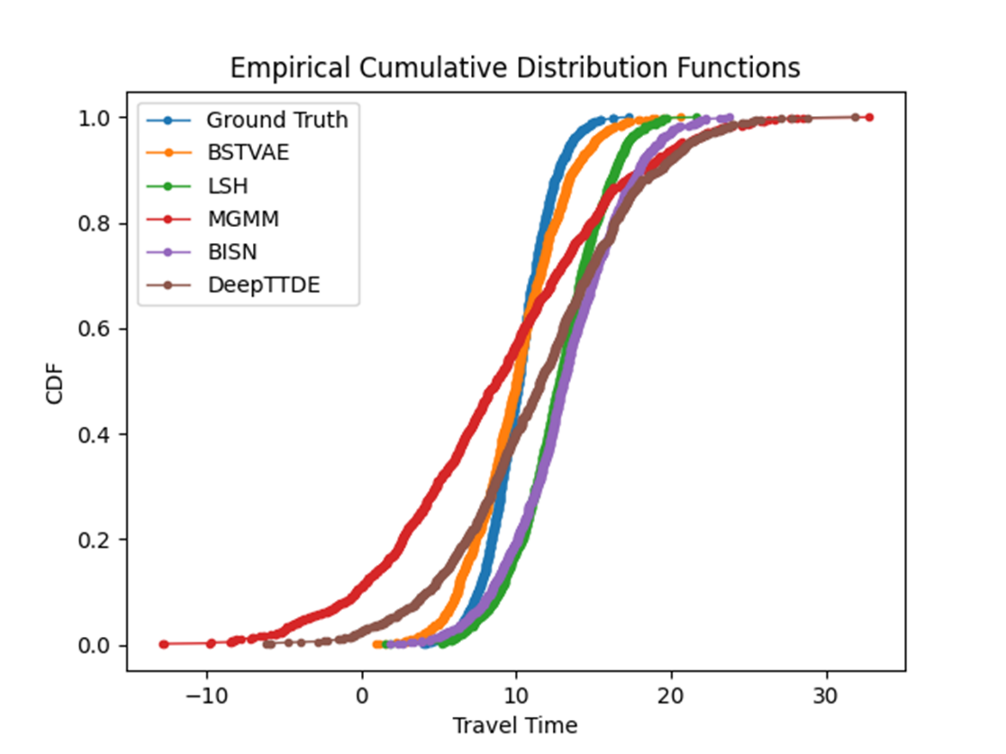 Empirical Cumulative Distribution Functions
1.0
0.8
0.6
0.4
0.2
0.0
CDF
Ground Truth
BSTVAE
LSH
MGMM
BISN
DeepTTDE
−10 0 10 20 30
Travel Time